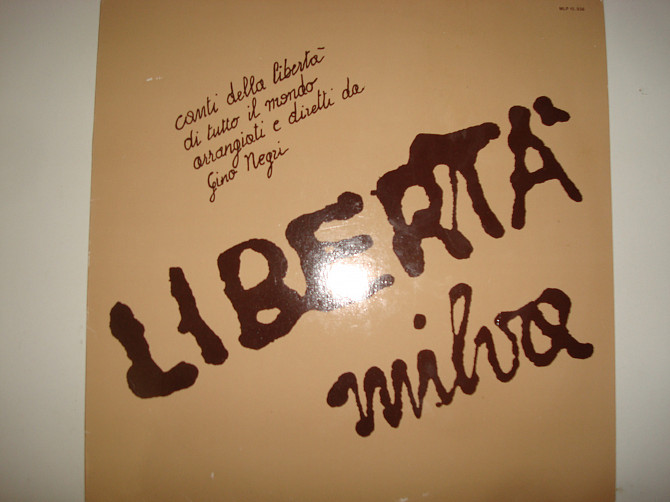 canti della libertà
di tutto il mondo
arrangiati e diretti da
Gino Negri
LIBERTÀ
milva